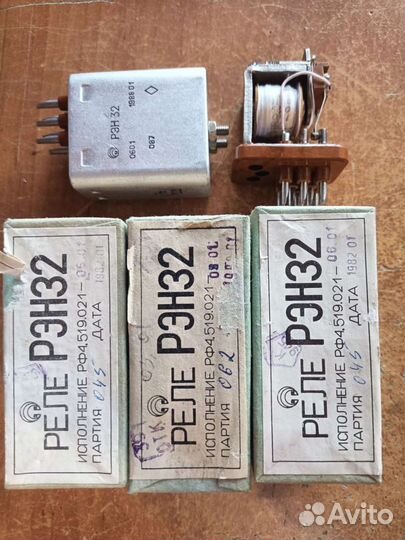 РЭН 32
0601 087
1988 01
РЕЛЕ РЭН32
ИСПОЛНЕНИЕ РФ4.519.021-06.01
ПАРТИЯ 045 ДАТА 1982 01
РЕЛЕ РЭН32
ИСПОЛНЕНИЕ РФ4.519.021-08 01.
ПАРТИЯ 062
ОТК
РЕЛЕ РЭН32
ИСПОЛНЕНИЕ РФ4.519.021-06.01
ПАРТИЯ 045 ДАТА 1982 01
Avito